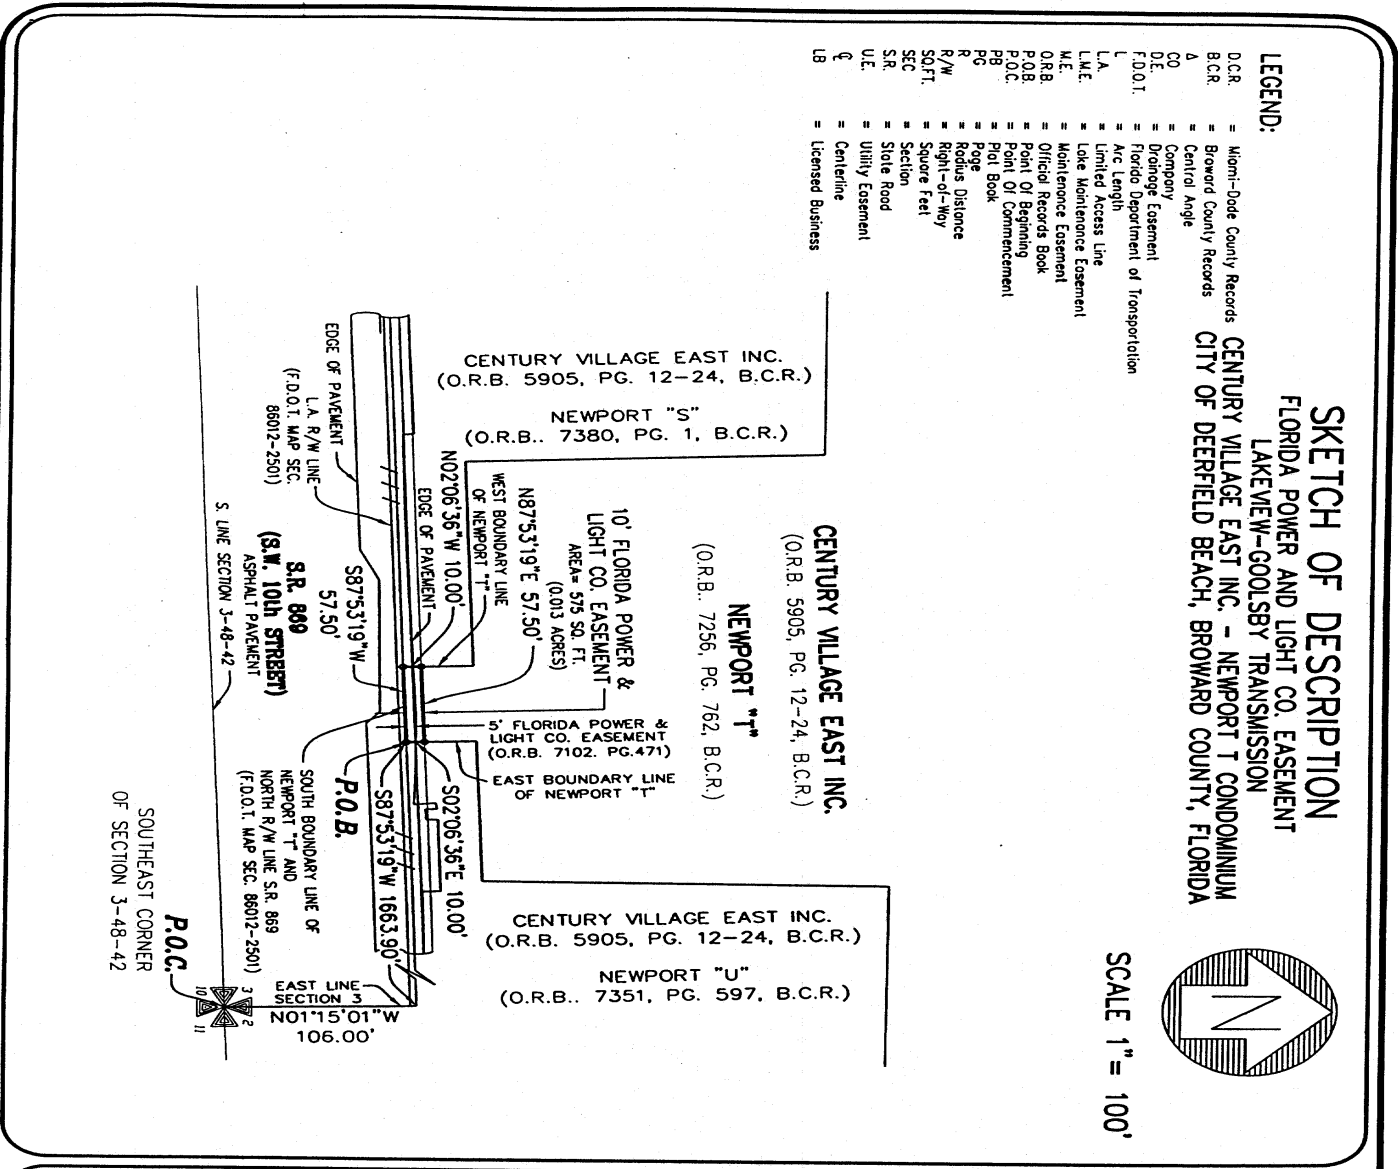 SKETCH OF DESCRIPTION
FLORIDA POWER AND LIGHT CO. EASEMENT
LAKEVIEW-GOOLSBY TRANSMISSION
CENTURY VILLAGE EAST INC. - NEWPORT T CONDOMINIUM
CITY OF DEERFIELD BEACH, BROWARD COUNTY, FLORIDA
N
SCALE 1"= 100'
LEGEND:
D.C.R. = Miami-Dade County Records
B.C.R. = Broward County Records
Δ = Central Angle
CO = Company
D.E. = Drainage Easement
F.D.O.T. = Florida Department of Transportation
L = Arc Length
L.A. = Limited Access Line
L.M.E. = Lake Maintenance Easement
M.E. = Maintenance Easement
O.R.B. = Official Records Book
P.O.B. = Point Of Beginning
P.O.C. = Point Of Commencement
PB = Plat Book
PG = Page
R = Radius Distance
R/W = Right-of-Way
SQ.FT. = Square Feet
SEC = Section
S.R. = State Road
U.E. = Utility Easement
℄ = Centerline
LB = Licensed Business
CENTURY VILLAGE EAST INC.
(O.R.B. 5905, PG. 12-24, B.C.R.)
NEWPORT "S"
(O.R.B.. 7380, PG. 1, B.C.R.)
CENTURY VILLAGE EAST INC.
(O.R.B. 5905, PG. 12-24, B.C.R.)
NEWPORT "T"
(O.R.B.. 7256, PG. 762, B.C.R.)
10' FLORIDA POWER &
LIGHT CO. EASEMENT
AREA= 575 SQ. FT.
(0.013 ACRES)
N87°53'19"E 57.50'
WEST BOUNDARY LINE
OF NEWPORT "T"
N02°06'36"W 10.00'
EDGE OF PAVEMENT
EDGE OF PAVEMENT
L.A. R/W LINE
(F.D.O.T. MAP SEC.
86012-2501)
S87°53'19"W
57.50'
S.R. 869
(S.W. 10th STREET)
ASPHALT PAVEMENT
S. LINE SECTION 3-48-42
5' FLORIDA POWER &
LIGHT CO. EASEMENT
(O.R.B. 7102. PG.471)
EAST BOUNDARY LINE
OF NEWPORT "T"
S02°06'36"E 10.00'
S87°53'19"W 1663.90'
P.O.B.
SOUTH BOUNDARY LINE OF
NEWPORT "T" AND
NORTH R/W LINE S.R. 869
(F.D.O.T. MAP SEC. 86012-2501)
CENTURY VILLAGE EAST INC.
(O.R.B. 5905, PG. 12-24, B.C.R.)
NEWPORT "U"
(O.R.B.. 7351, PG. 597, B.C.R.)
EAST LINE
SECTION 3
N01°15'01"W
106.00'
P.O.C.
SOUTHEAST CORNER
OF SECTION 3-48-42
3
2
10
11